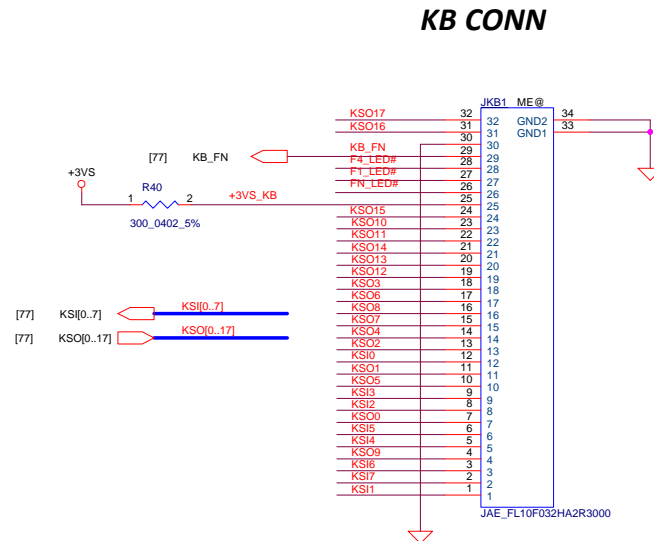 KB CONN
JKB1 ME@
KSO17 32 32 GND2 34
KSO16 31 31 GND1 33
30 30
[77] KB_FN KB_FN 29 29
F4_LED# 28 28
+3VS F1_LED# 27 27
R40 FN_LED# 26 26
1 2 +3VS_KB 25 25
300_0402_5%
KSO15 24 24
KSO10 23 23
KSO11 22 22
KSO14 21 21
KSO13 20 20
KSO12 19 19
KSO3 18 18
KSO6 17 17
[77] KSI[0..7] KSI[0..7] KSO8 16 16
KSO7 15 15
[77] KSO[0..17] KSO[0..17] KSO4 14 14
KSO2 13 13
KSI0 12 12
KSO1 11 11
KSO5 10 10
KSI3 9 9
KSI2 8 8
KSO0 7 7
KSI5 6 6
KSI4 5 5
KSO9 4 4
KSI6 3 3
KSI7 2 2
KSI1 1 1
JAE_FL10F032HA2R3000